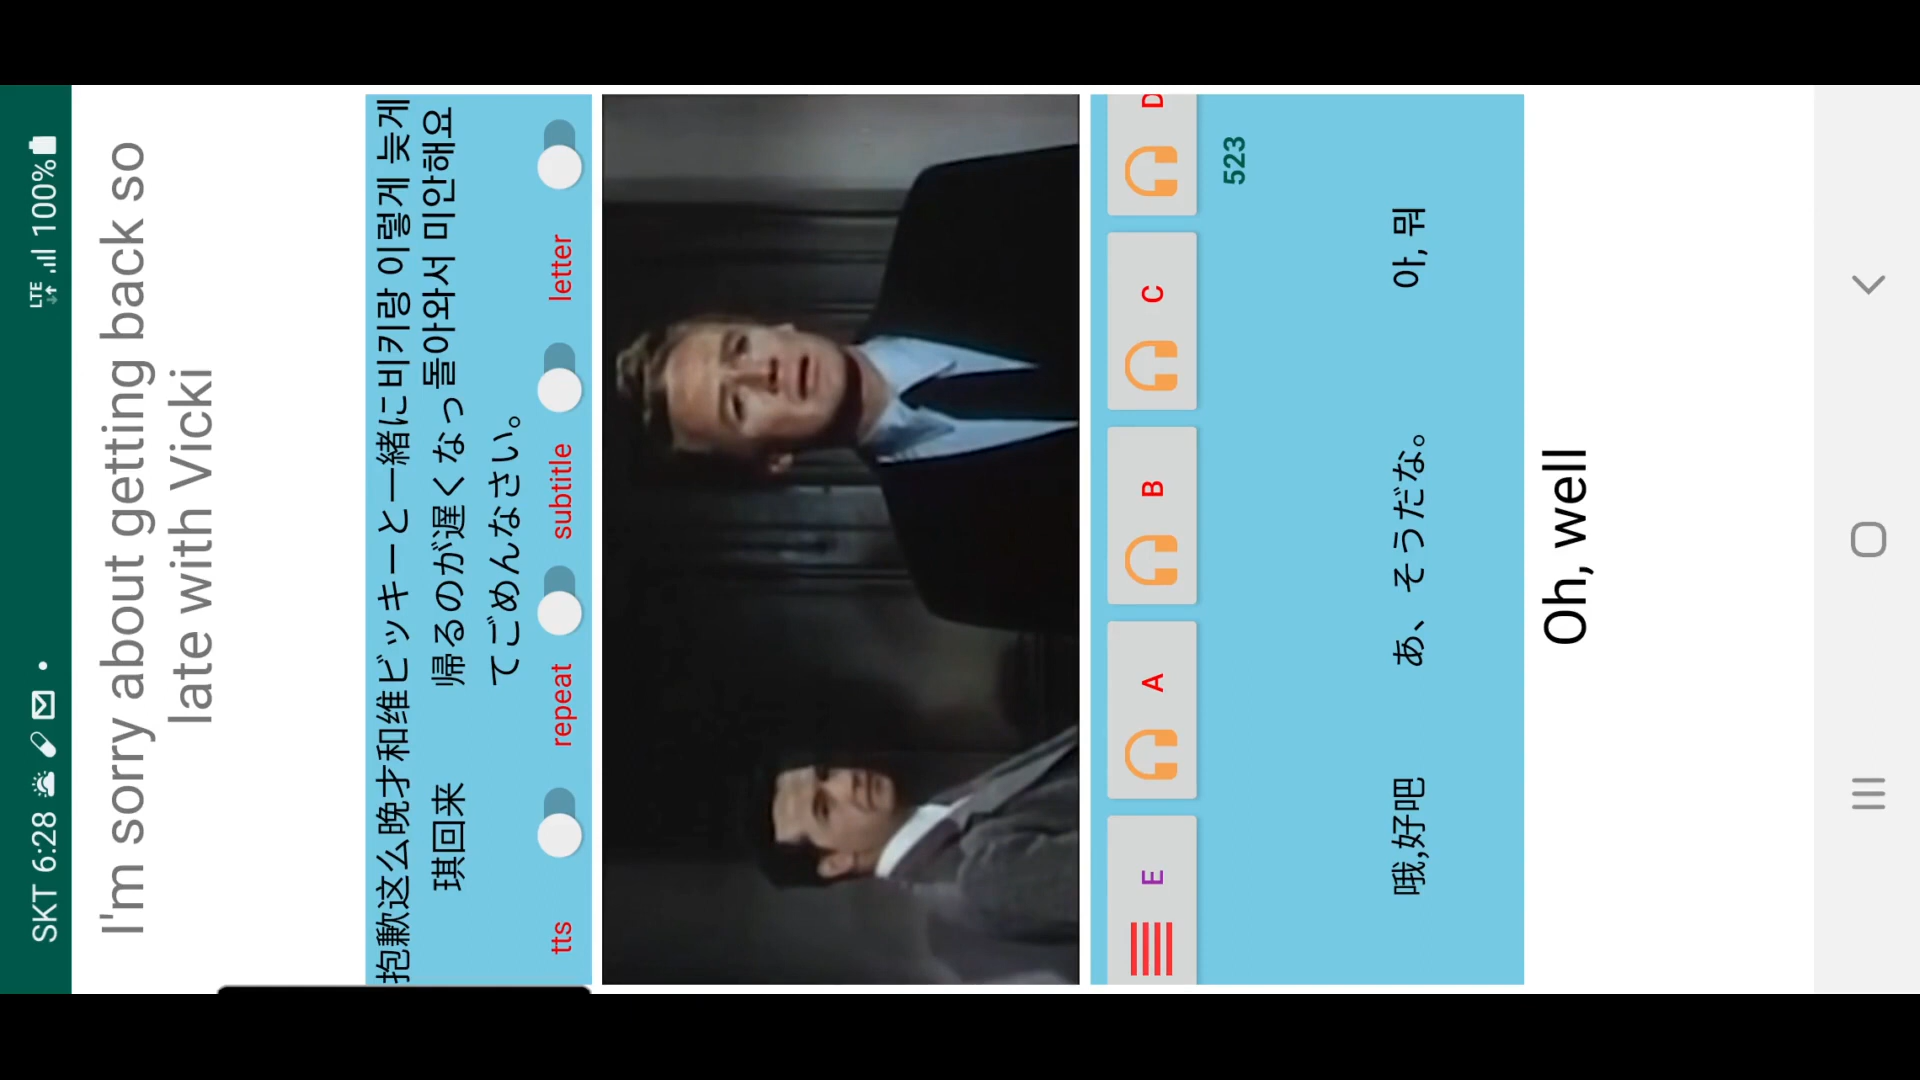 SKT 6:28 LTE 100%
I'm sorry about getting back so
late with Vicki
抱歉这么晚才和维
琪回来
ビッキーと一緒に
帰るのが遅くなっ
てごめんなさい。
비키랑 이렇게 늦게
돌아와서 미안해요
tts repeat subtitle letter
E A B C D
523
哦,好吧 あ、そうだな。 아, 뭐
Oh, well